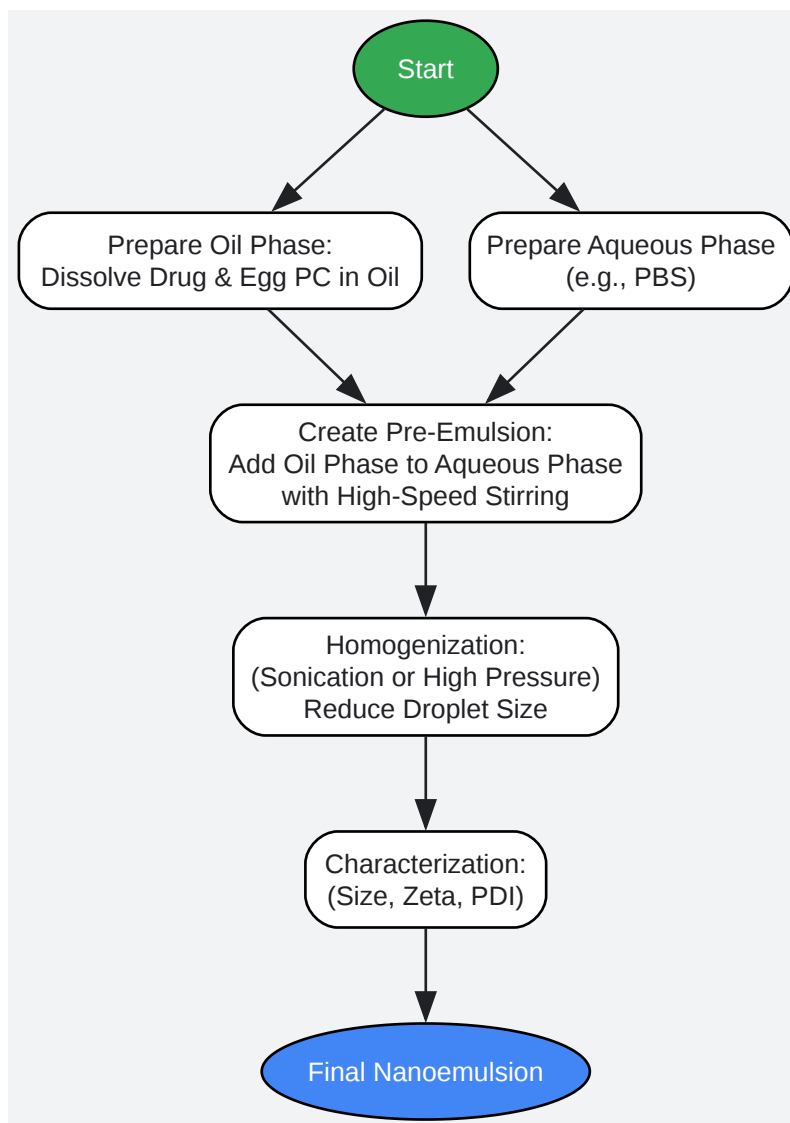 Start
Prepare Oil Phase:
Dissolve Drug & Egg PC in Oil
Prepare Aqueous Phase
(e.g., PBS)
Create Pre-Emulsion:
Add Oil Phase to Aqueous Phase
with High-Speed Stirring
Homogenization:
(Sonication or High Pressure)
Reduce Droplet Size
Characterization:
(Size, Zeta, PDI)
Final Nanoemulsion